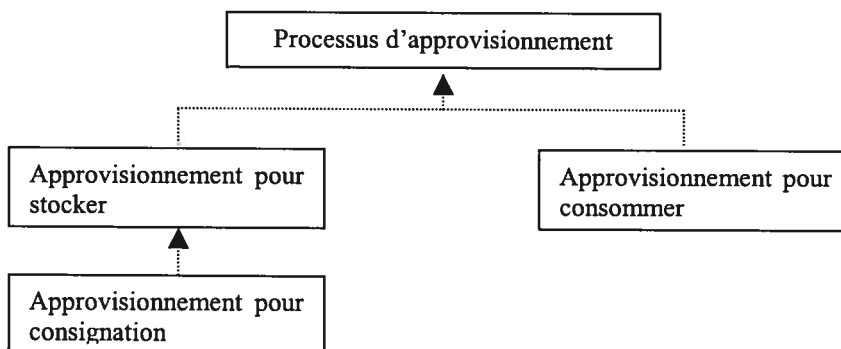 Processus d'approvisionnement
Approvisionnement pour
stocker
Approvisionnement pour
consommer
Approvisionnement pour
consignation